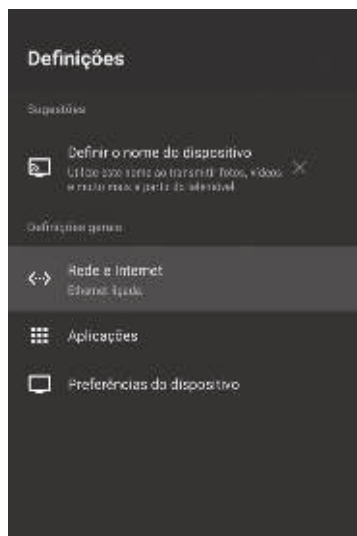 Definições
Sugestões
Definir o nome do dispositivo
Utilize este nome ao transmitir fotos, vídeos
e muito mais a partir do telemóvel.
Definições gerais
Rede e Internet
Ethernet ligada.
Aplicações
Preferências do dispositivo